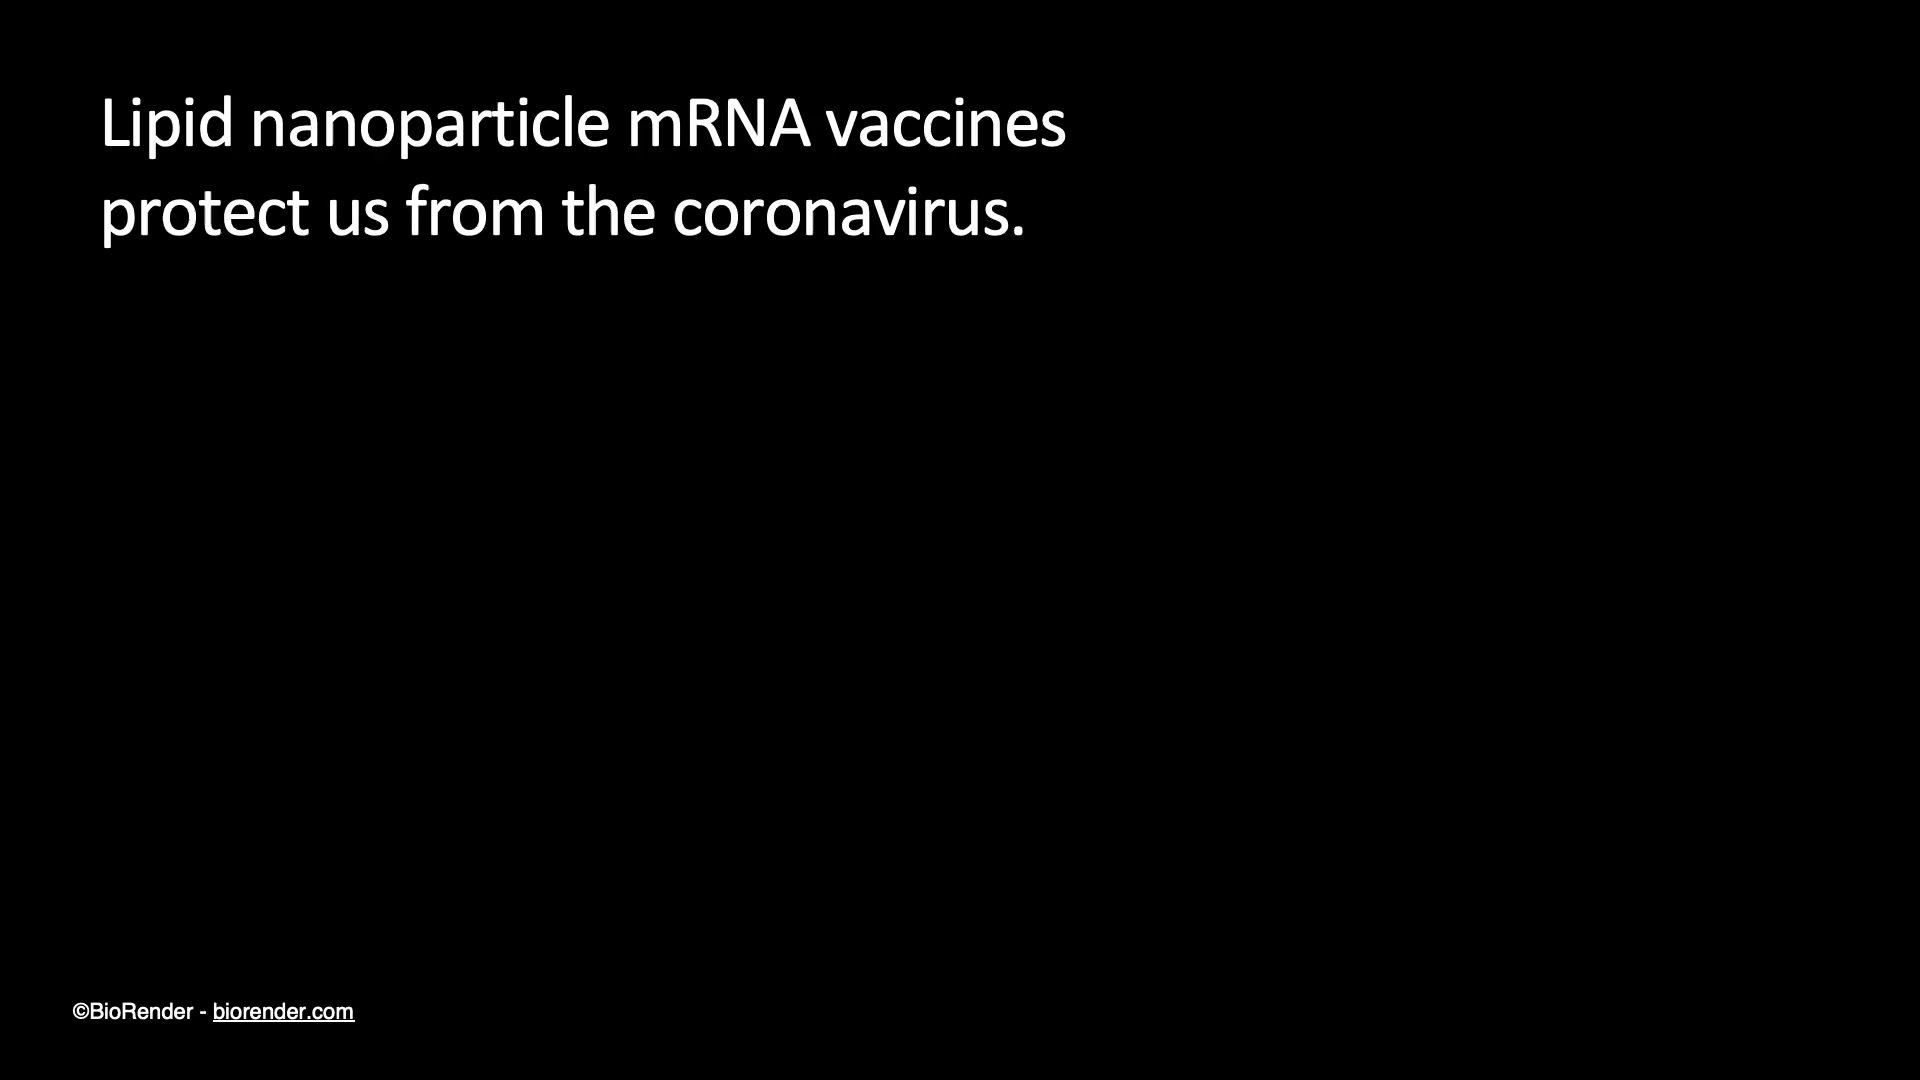 Lipid nanoparticle mRNA vaccines
protect us from the coronavirus.
©BioRender - biorender.com